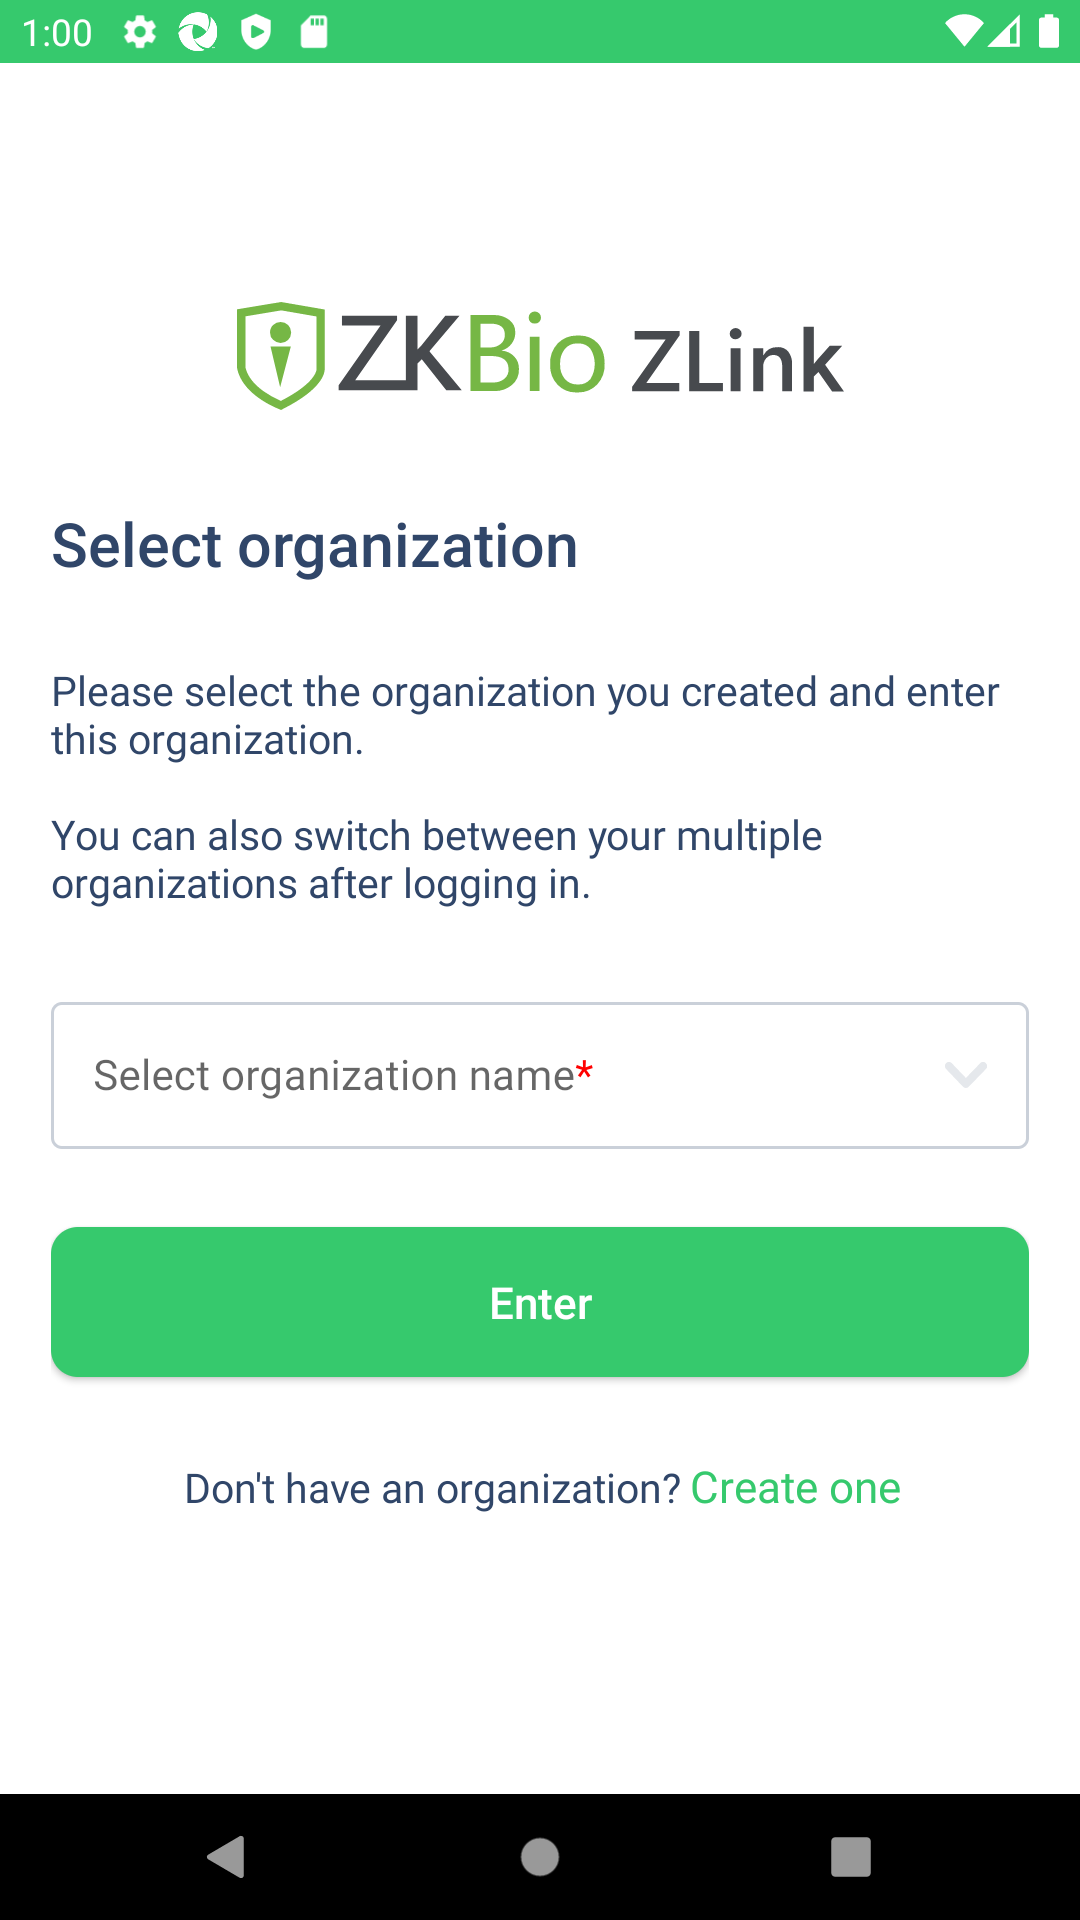 1:00
ZKBio ZLink
Select organization
Please select the organization you created and enter
this organization.
You can also switch between your multiple
organizations after logging in.
Select organization name*
Enter
Don't have an organization? Create one